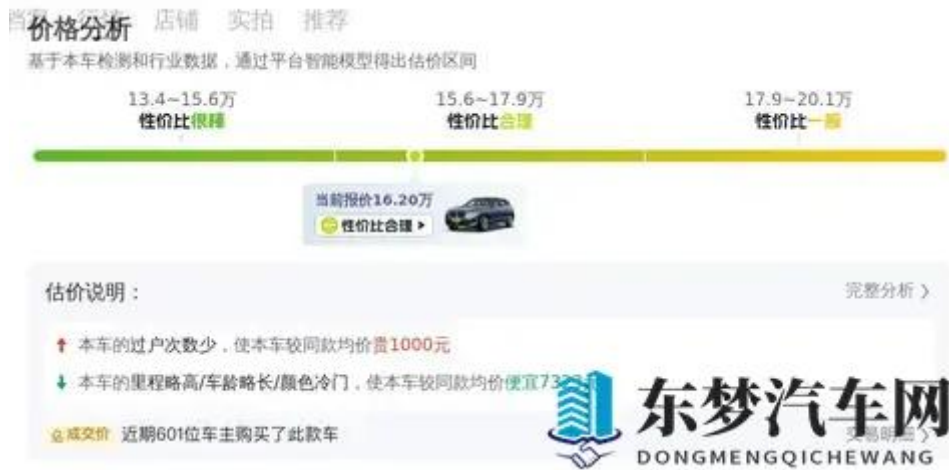 店铺 实拍 推荐
价格分析
基于本车检测和行业数据，通过平台智能模型得出估价区间
13.4~15.6万 15.6~17.9万 17.9~20.1万
性价比很棒 性价比合理 性价比一般
当前报价16.20万
性价比合理
估价说明：
完整分析
本车的过户次数少，使本车较同款均价贵1000元
本车的里程略高/车龄略长/颜色冷门，使本车较同款均价便宜
成交价 近期601位车主购买了此款车
交易明细
东梦汽车网
DONGMENGQICHEWANG